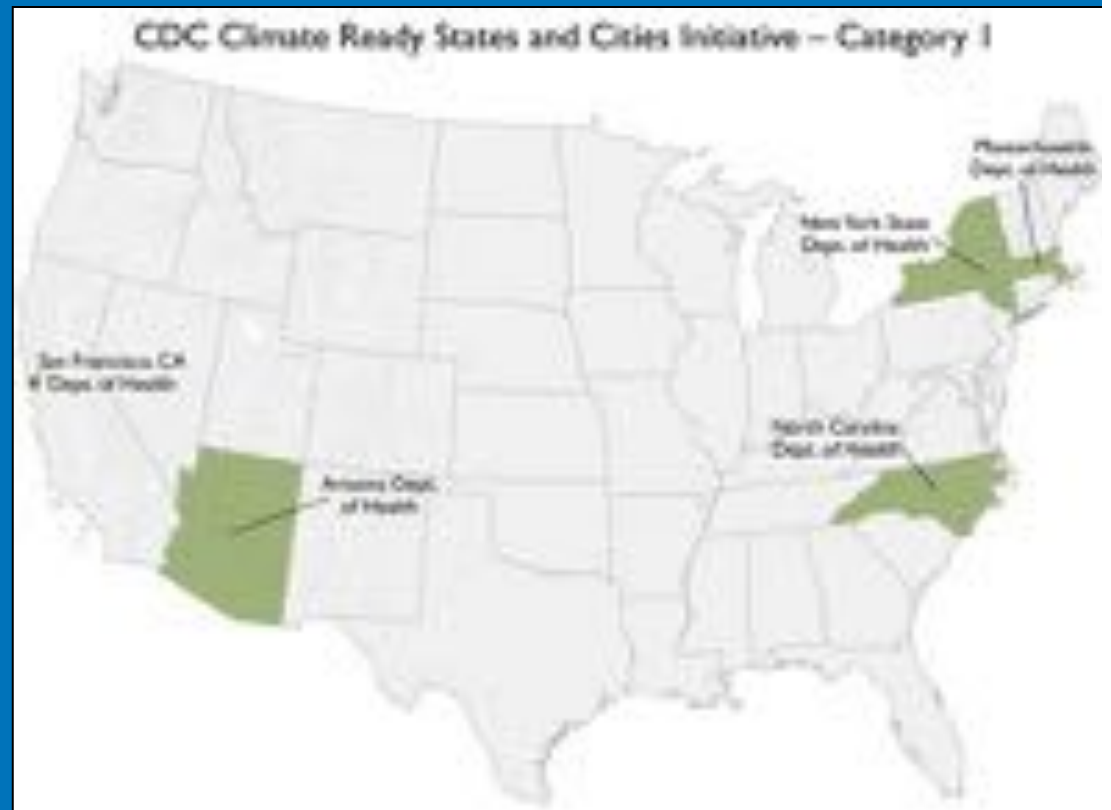 CDC Climate Ready States and Cities Initiative – Category 1
Massachusetts
Dept. of Health
New York State
Dept. of Health
San Francisco, CA
Dept. of Health
North Carolina
Dept. of Health
Arizona Dept.
of Health